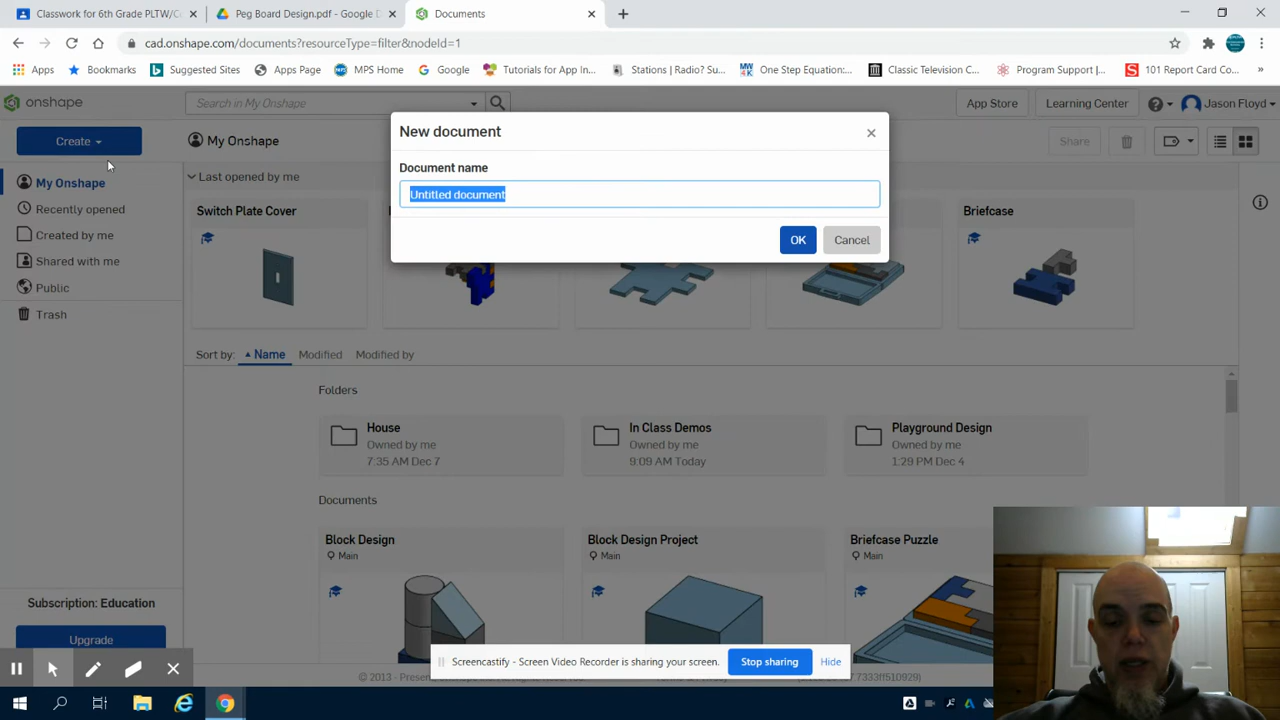 Classwork for 6th Grade PLTW/C
Peg Board Design.pdf - Google D
Documents
cad.onshape.com/documents?resourceType=filter&nodeId=1
Apps
Bookmarks
Suggested Sites
Apps Page
MPS Home
Google
Tutorials for App In...
Stations | Radio? Su...
One Step Equation:...
Classic Television C...
Program Support |...
101 Report Card Co...
onshape
Search in My Onshape
App Store
Learning Center
Jason Floyd
Create
My Onshape
Share
New document
Document name
Untitled document
OK
Cancel
My Onshape
Recently opened
Created by me
Shared with me
Public
Trash
Last opened by me
Switch Plate Cover
Briefcase
Sort by:
Name
Modified
Modified by
Folders
House
Owned by me
7:35 AM Dec 7
In Class Demos
Owned by me
9:09 AM Today
Playground Design
Owned by me
1:29 PM Dec 4
Documents
Block Design
Main
Block Design Project
Main
Briefcase Puzzle
Main
Subscription: Education
Upgrade
Screencastify - Screen Video Recorder is sharing your screen.
Stop sharing
Hide
© 2013 - Present